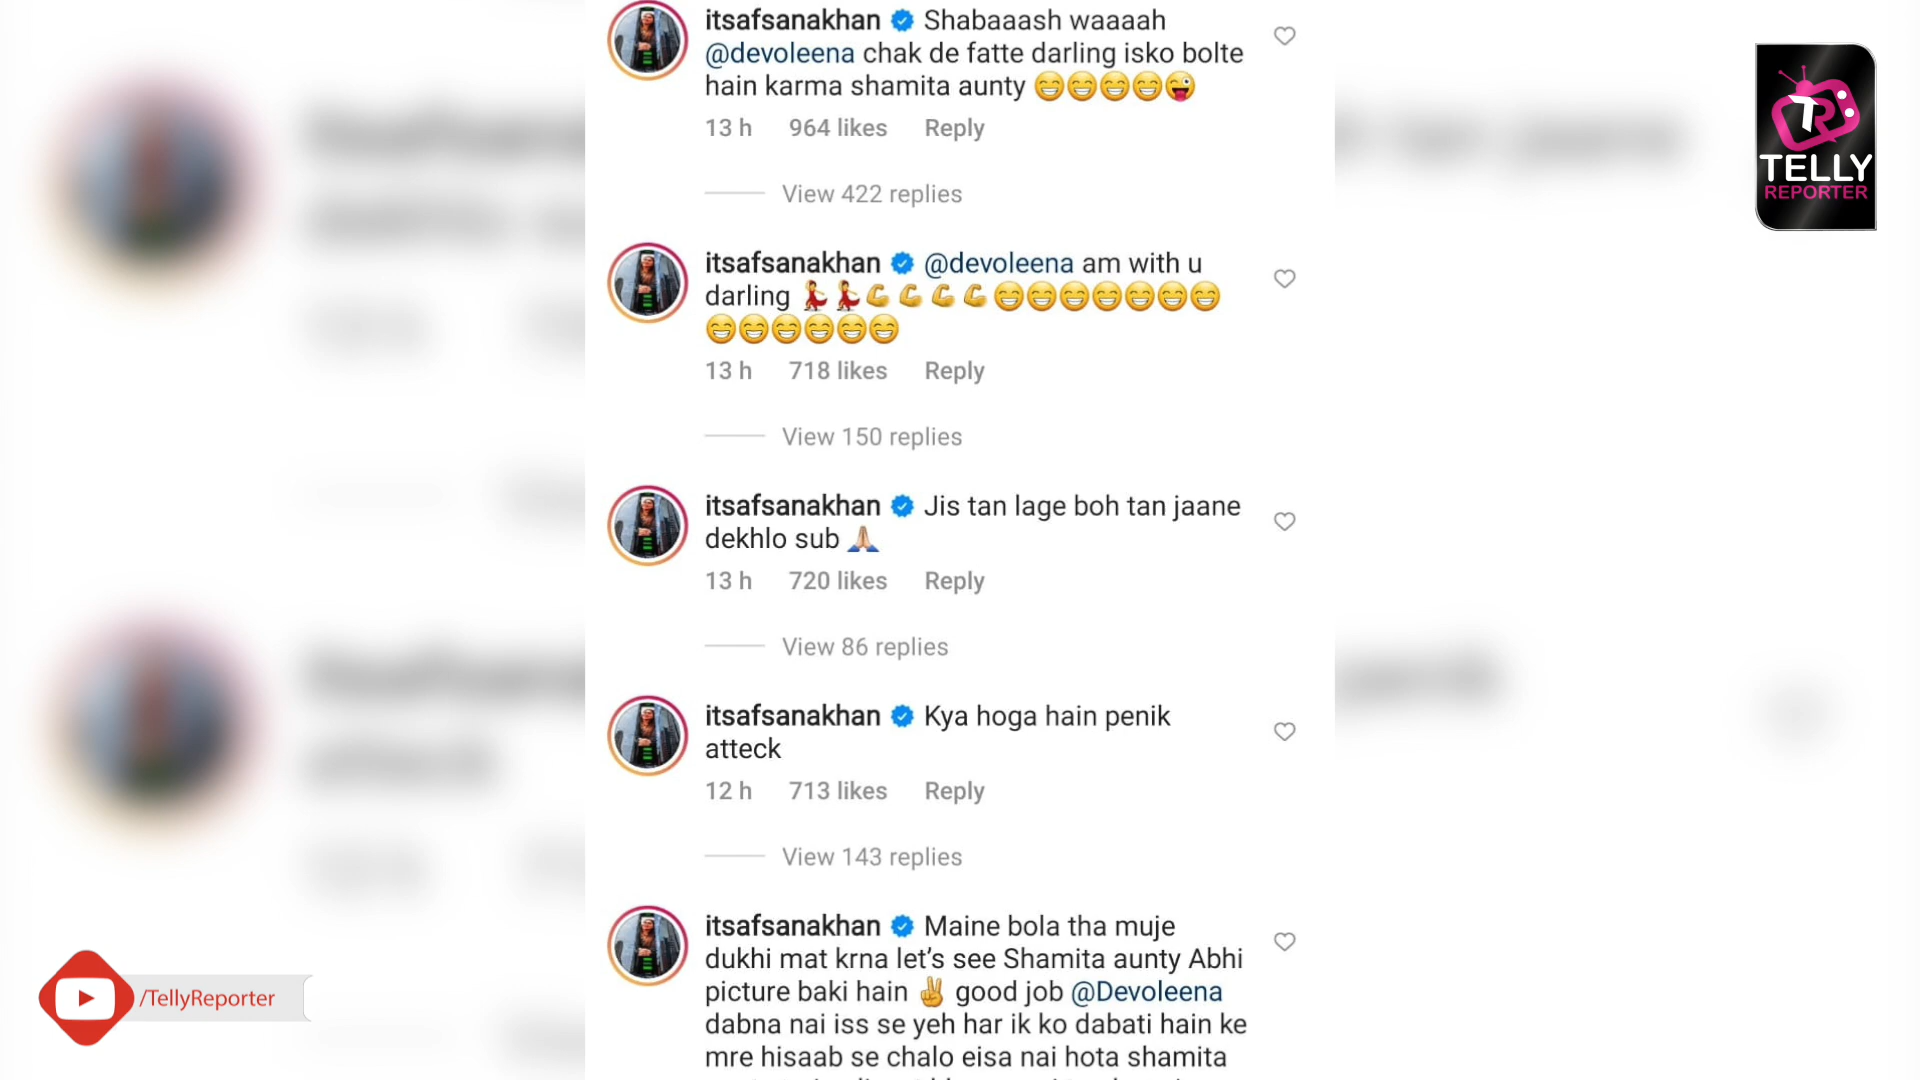 itsafsanakhan Shabaaash waaaah
@devoleena chak de fatte darling isko bolte
hain karma shamita aunty 😁😁😁😁😜
13 h 964 likes Reply
View 422 replies
itsafsanakhan @devoleena am with u
darling 💃💃💪💪💪💪😁😁😁😁😁😁😁
😁😁😁😁😁😁
13 h 718 likes Reply
View 150 replies
itsafsanakhan Jis tan lage boh tan jaane
dekhlo sub 🙏
13 h 720 likes Reply
View 86 replies
itsafsanakhan Kya hoga hain penik
atteck
12 h 713 likes Reply
View 143 replies
itsafsanakhan Maine bola tha muje
dukhi mat krna let’s see Shamita aunty Abhi
picture baki hain ✌ good job @Devoleena
dabna nai iss se yeh har ik ko dabati hain ke
mre hisaab se chalo eisa nai hota shamita
TR
TELLY
REPORTER
/TellyReporter